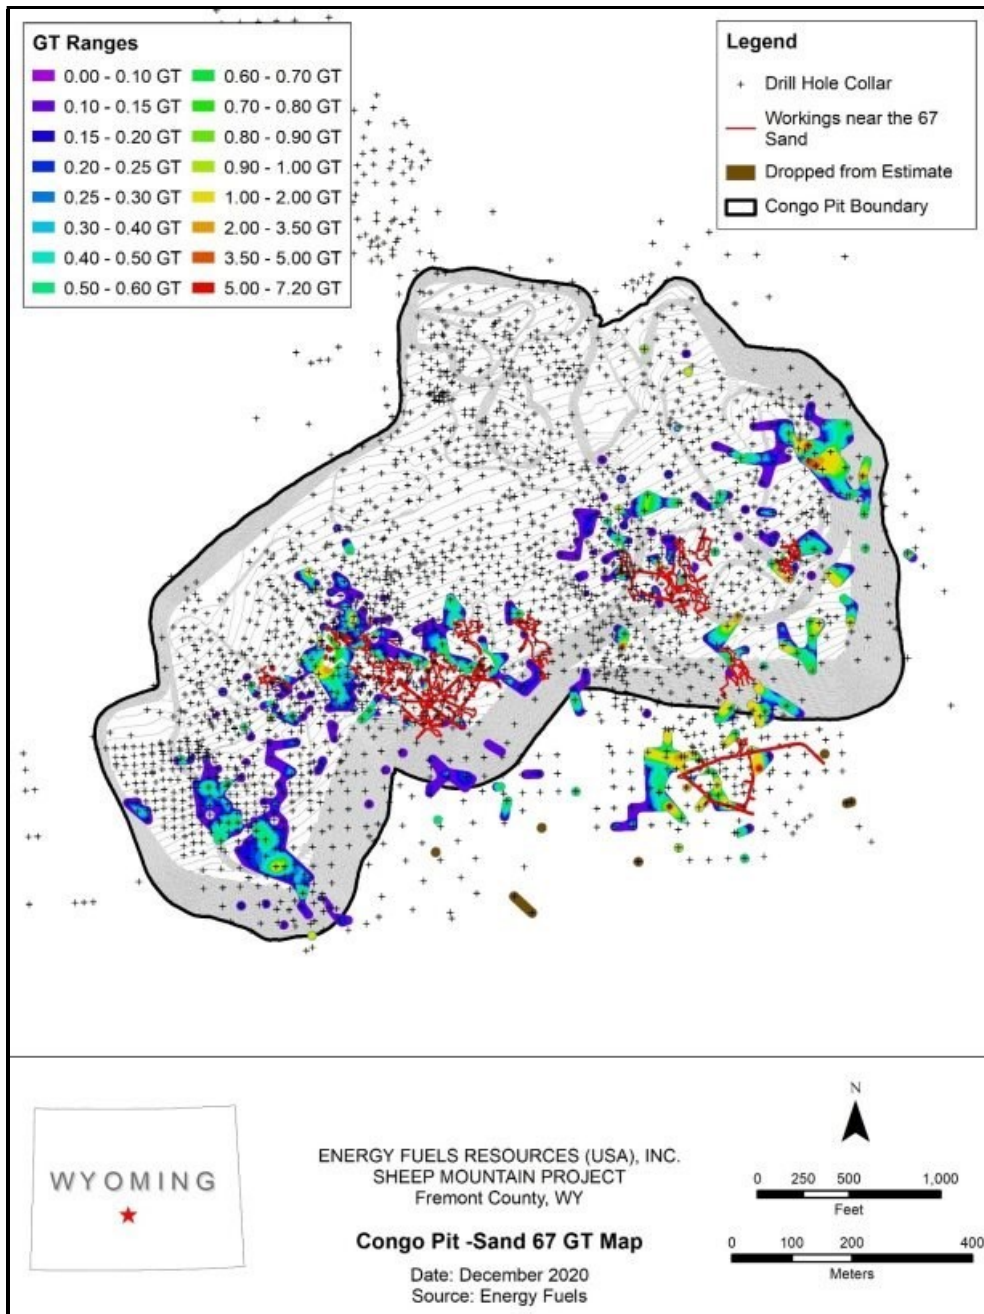 GT Ranges
0.00 - 0.10 GT
0.10 - 0.15 GT
0.15 - 0.20 GT
0.20 - 0.25 GT
0.25 - 0.30 GT
0.30 - 0.40 GT
0.40 - 0.50 GT
0.50 - 0.60 GT
0.60 - 0.70 GT
0.70 - 0.80 GT
0.80 - 0.90 GT
0.90 - 1.00 GT
1.00 - 2.00 GT
2.00 - 3.50 GT
3.50 - 5.00 GT
5.00 - 7.20 GT
Legend
Drill Hole Collar
Workings near the 67
Sand
Dropped from Estimate
Congo Pit Boundary
WYOMING
ENERGY FUELS RESOURCES (USA), INC.
SHEEP MOUNTAIN PROJECT
Fremont County, WY
Congo Pit -Sand 67 GT Map
Date: December 2020
Source: Energy Fuels
N
0 250 500 1,000
Feet
0 100 200 400
Meters